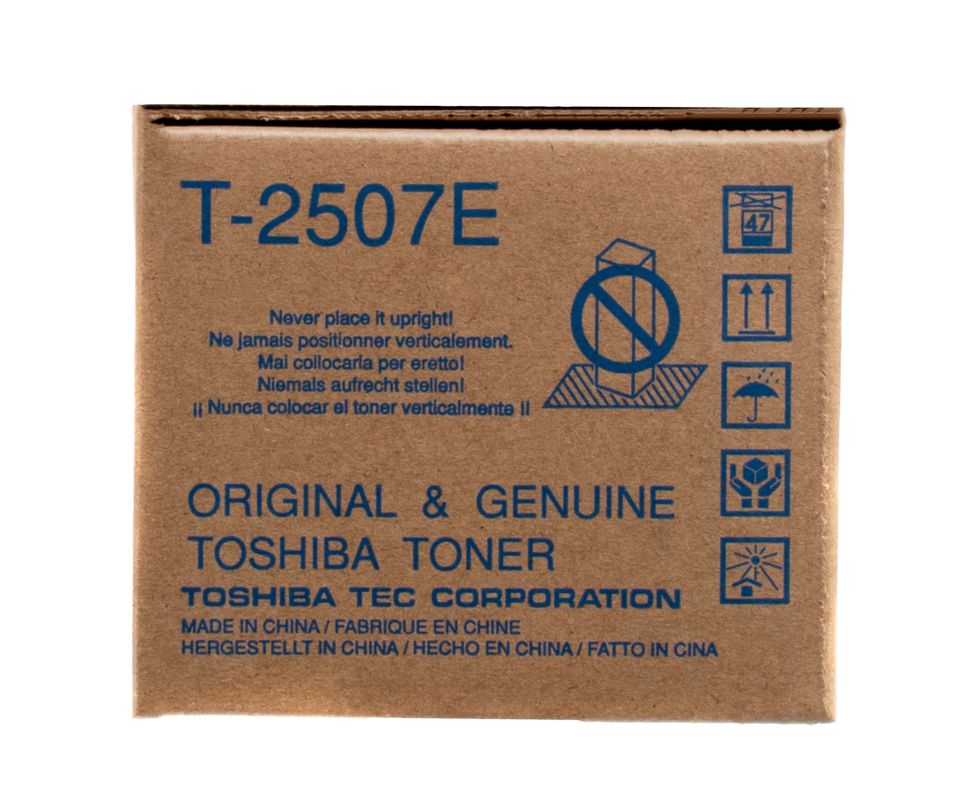 T-2507E
47
Never place it upright!
Ne jamais positionner verticalement.
Mai collocarla per eretto!
Niemals aufrecht stellen!
¡¡ Nunca colocar el toner verticalmente !!
ORIGINAL & GENUINE
TOSHIBA TONER
TOSHIBA TEC CORPORATION
MADE IN CHINA / FABRIQUE EN CHINE
HERGESTELLT IN CHINA / HECHO EN CHINA / FATTO IN CINA